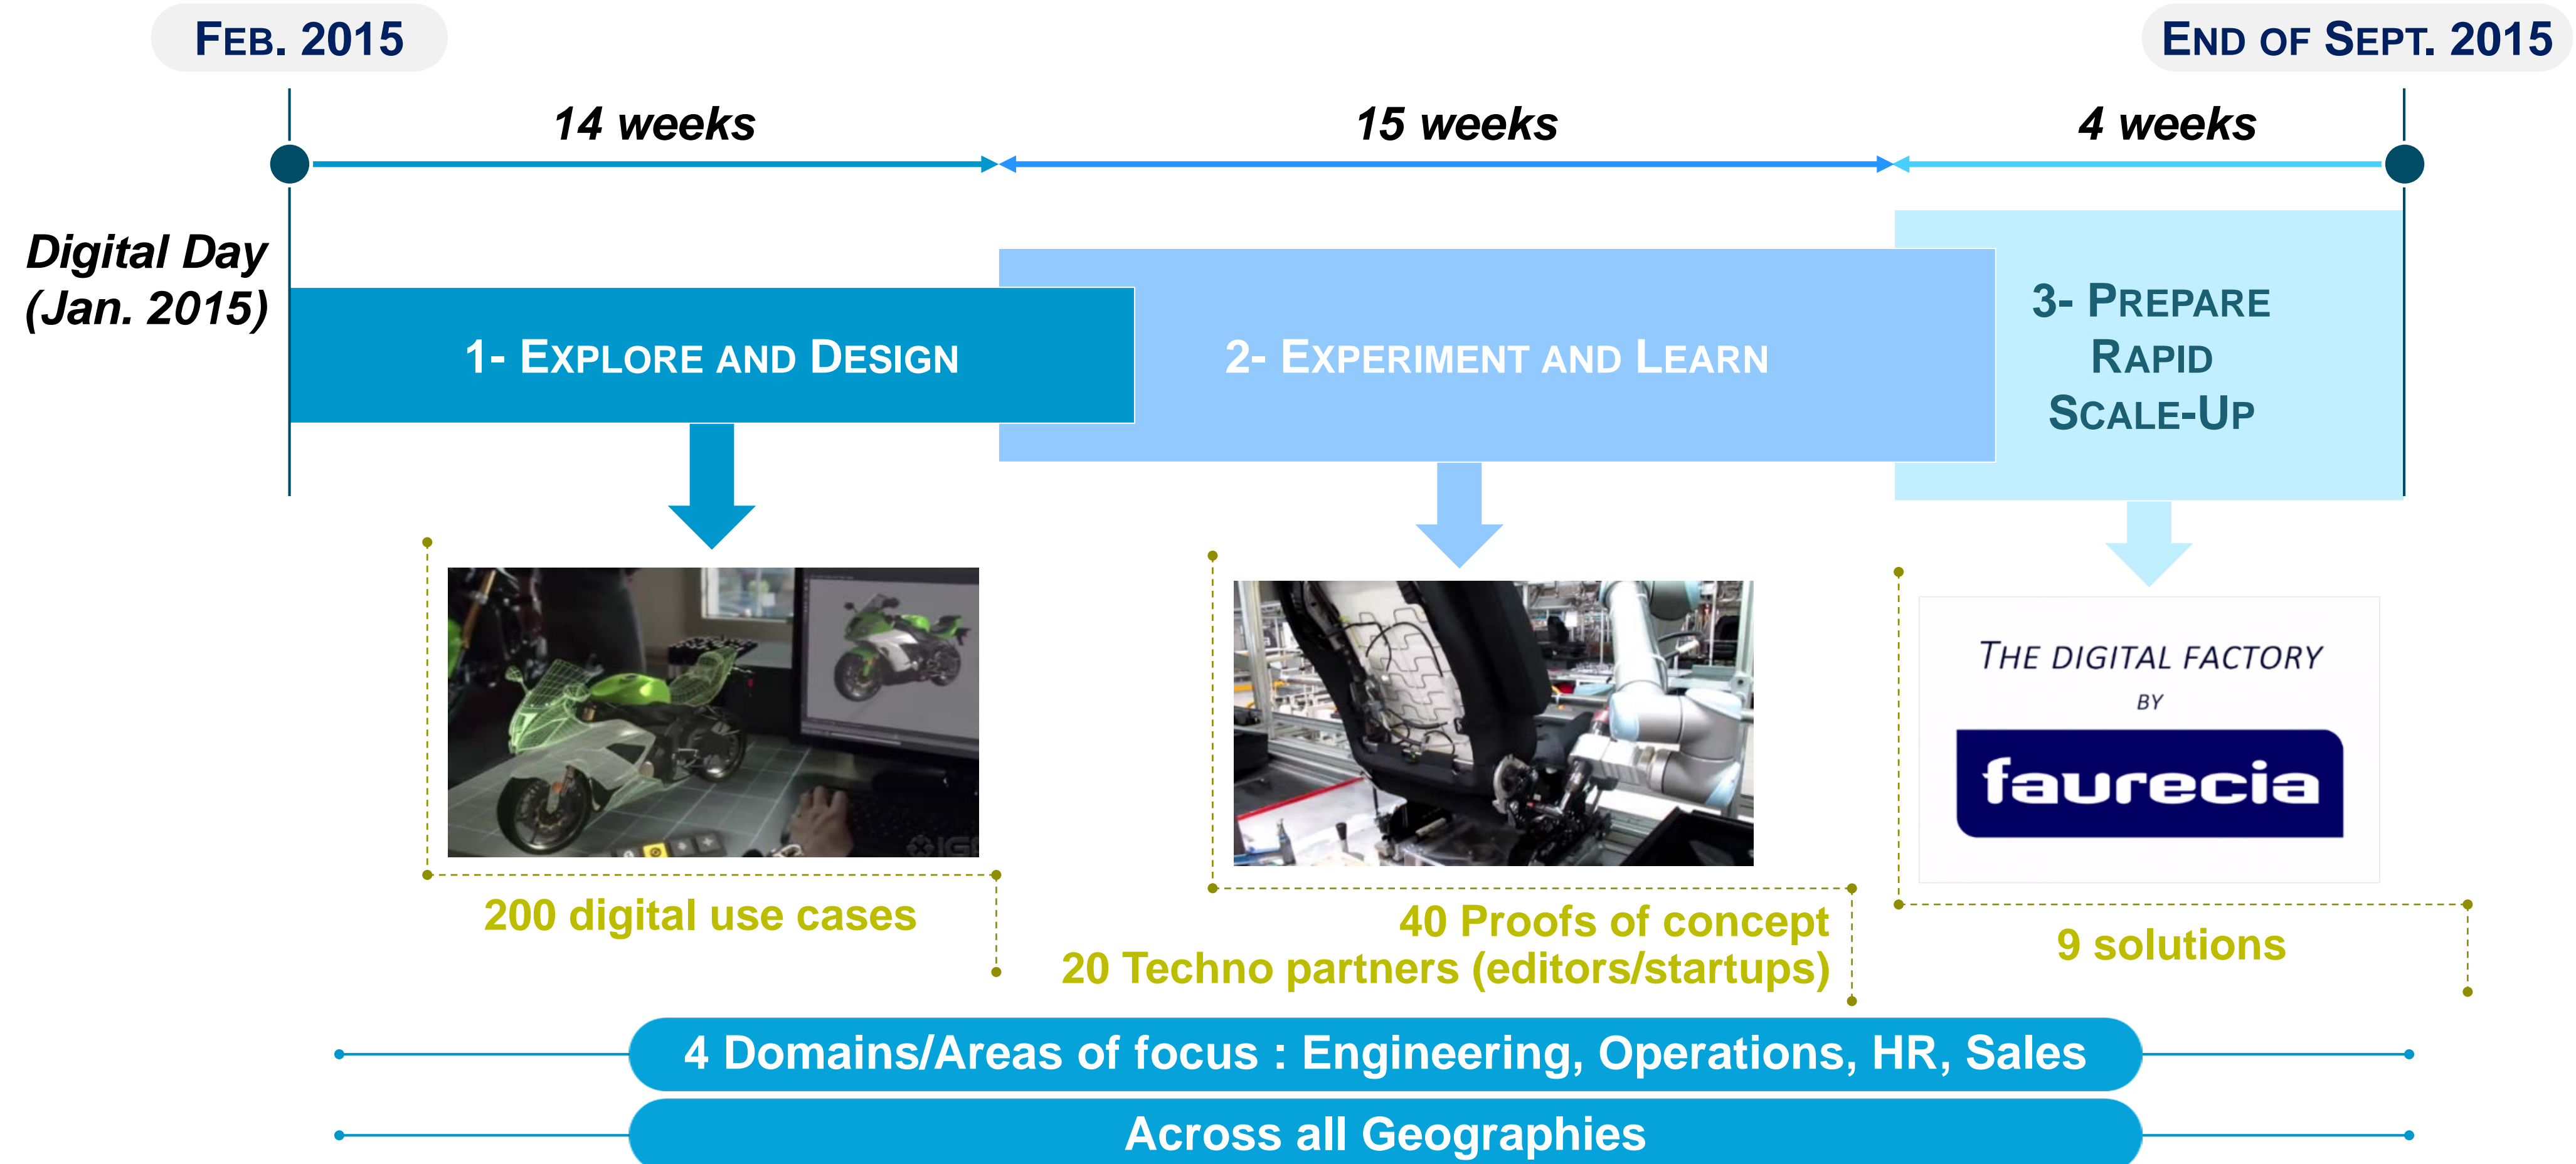 FEB. 2015
END OF SEPT. 2015
14 weeks
15 weeks
4 weeks
Digital Day
(Jan. 2015)
1- EXPLORE AND DESIGN
2- EXPERIMENT AND LEARN
3- PREPARE
RAPID
SCALE-UP
THE DIGITAL FACTORY
BY
faurecia
200 digital use cases
40 Proofs of concept
20 Techno partners (editors/startups)
9 solutions
4 Domains/Areas of focus : Engineering, Operations, HR, Sales
Across all Geographies